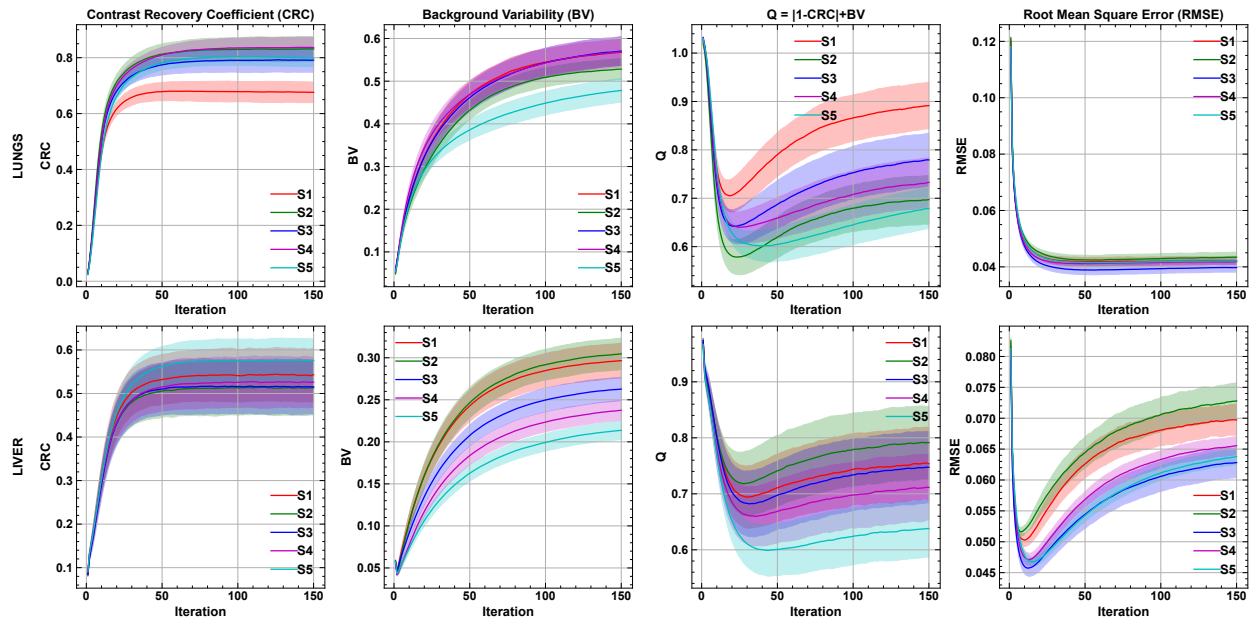 Contrast Recovery Coefficient (CRC)
Background Variability (BV)
Q = |1-CRC|+BV
Root Mean Square Error (RMSE)
LUNGS
CRC
0.8
0.6
0.4
0.2
0.0
0
50
100
150
Iteration
S1
S2
S3
S4
S5
BV
0.6
0.5
0.4
0.3
0.2
0.1
0
50
100
150
Iteration
S1
S2
S3
S4
S5
Q
1.0
0.9
0.8
0.7
0.6
0
50
100
150
Iteration
S1
S2
S3
S4
S5
RMSE
0.12
0.10
0.08
0.06
0.04
0
50
100
150
Iteration
S1
S2
S3
S4
S5
LIVER
CRC
0.6
0.5
0.4
0.3
0.2
0.1
0
50
100
150
Iteration
S1
S2
S3
S4
S5
BV
0.30
0.25
0.20
0.15
0.10
0.05
0
50
100
150
Iteration
S1
S2
S3
S4
S5
Q
0.9
0.8
0.7
0.6
0
50
100
150
Iteration
S1
S2
S3
S4
S5
RMSE
0.080
0.075
0.070
0.065
0.060
0.055
0.050
0.045
0
50
100
150
Iteration
S1
S2
S3
S4
S5